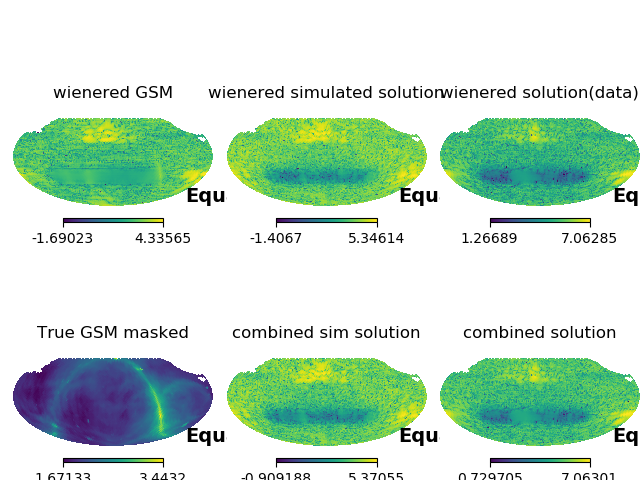 wienered GSM
wienered simulated solution
wienered solution(data)
Equ
Equ
Eq
-1.69023 4.33565
-1.4067 5.34614
1.26689 7.06285
True GSM masked
combined sim solution
combined solution
Equ
Equ
Eq
1.67133 3.4432
-0.909188 5.37055
0.729705 7.06301